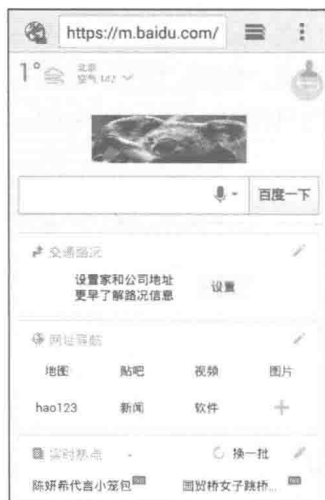 https://m.baidu.com/
1°
北京
空气 142
百度一下
交通路况
设置家和公司地址
更早了解路况信息
设置
网址导航
地图 贴吧 视频 图片
hao123 新闻 软件
实时热点
换一批
陈妍希代言小笼包
国贸桥女子跳桥...